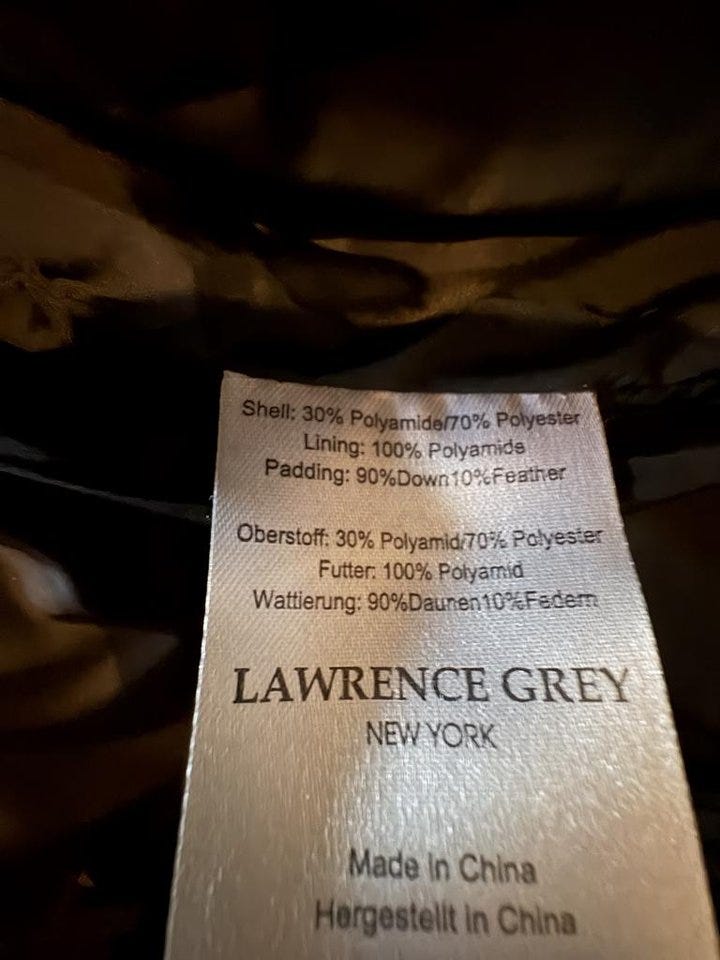 Shell: 30% Polyamide/70% Polyester
Lining: 100% Polyamide
Padding: 90%Down10%Feather
Oberstoff: 30% Polyamid/70% Polyester
Futter: 100% Polyamid
Wattierung: 90%Daunen10%Federn
LAWRENCE GREY
NEW YORK
Made In China
Hergestellt in China